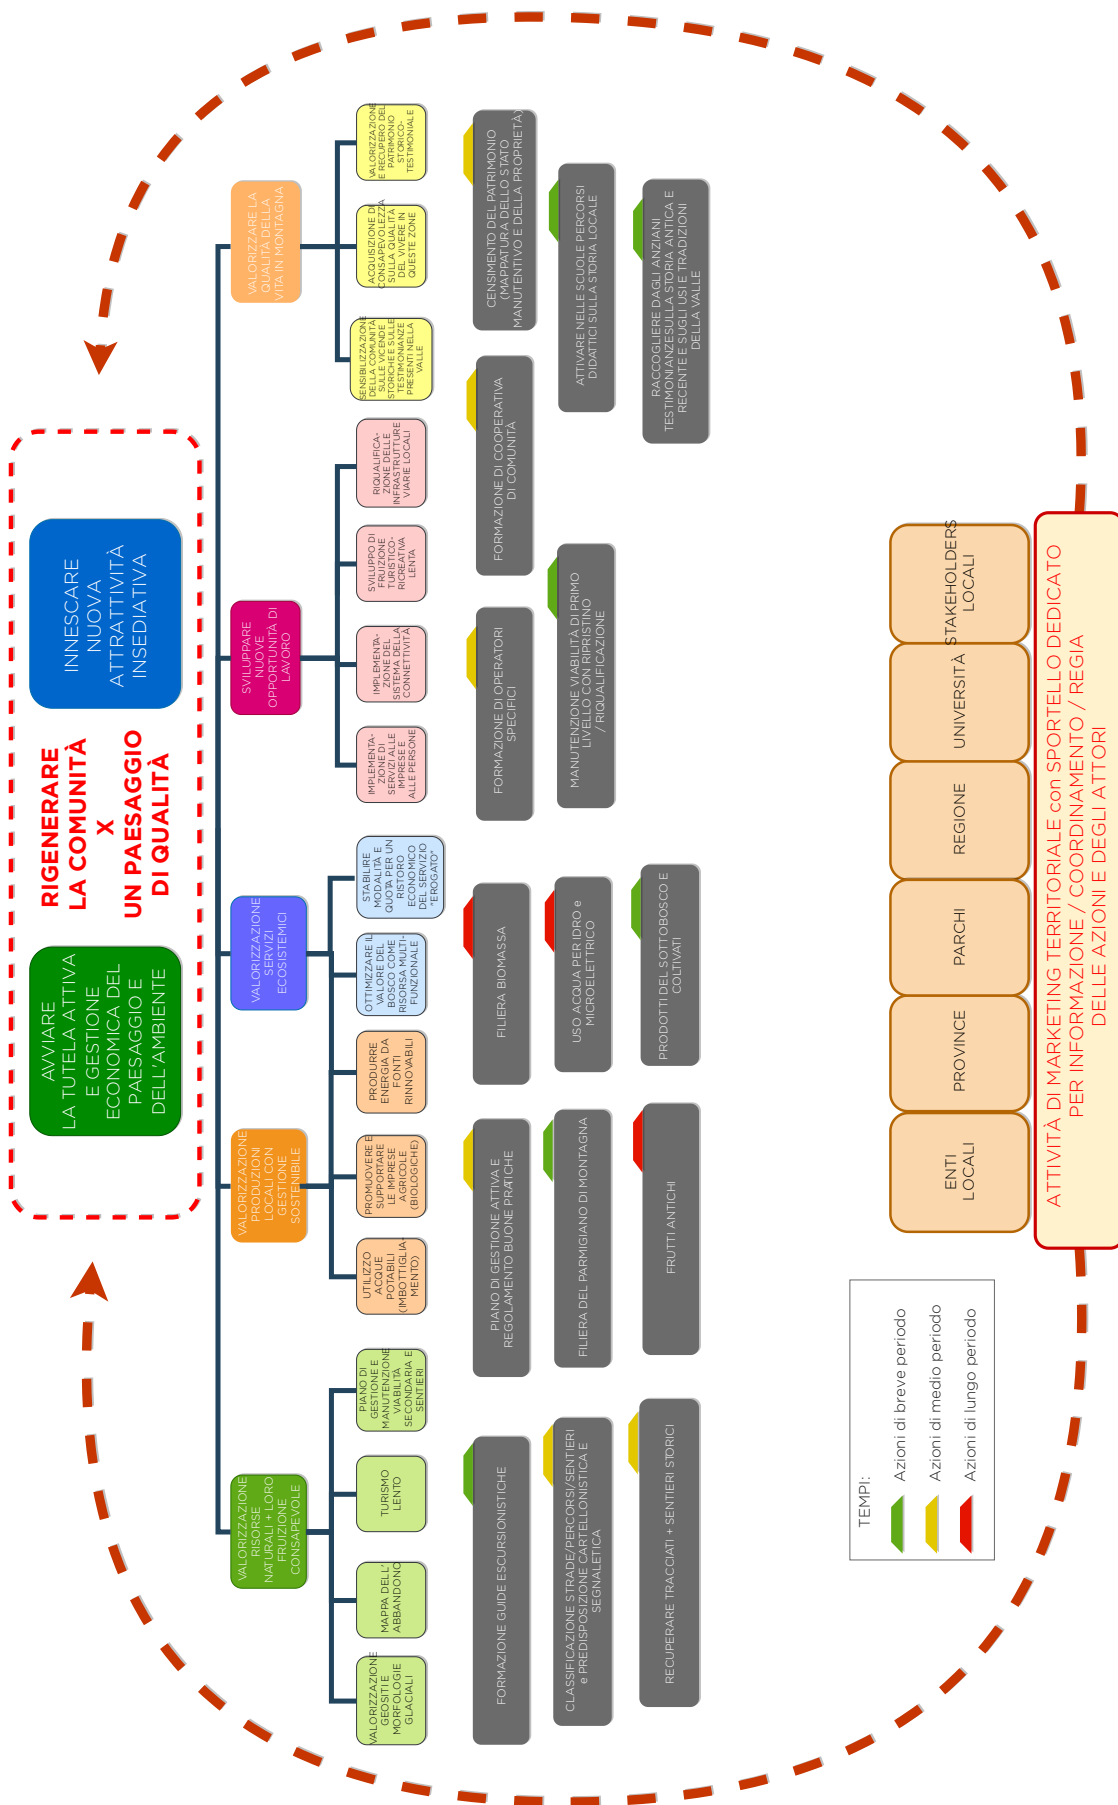 AVVIARE
LA TUTELA ATTIVA
E GESTIONE
ECONOMICA DEL
PAESAGGIO E
DELL'AMBIENTE
RIGENERARE
LA COMUNITÀ
X
UN PAESAGGIO
DI QUALITÀ
INNESCARE
NUOVA
ATTRATTIVITÀ
INSEDIATIVA
VALORIZZAZIONE
RISORSE
NATURALI + LORO
FRUIZIONE
CONSAPEVOLE
VALORIZZAZIONE
PRODUZIONI
LOCALI CON
GESTIONE
SOSTENIBILE
VALORIZZAZIONE
SERVIZI
ECOSISTEMICI
SVILUPPARE
NUOVE
OPPORTUNITÀ DI
LAVORO
VALORIZZARE LA
QUALITÀ DELLA
VITA IN MONTAGNA
VALORIZZAZIONE
GEOSITI E
MORFOLOGIE
GLACIALI
MAPPA DELL'
ABBANDONO
TURISMO
LENTO
PIANO DI
GESTIONE E
MANUTENZIONE
VIABILITÀ
SECONDARIA E
SENTIERI
UTILIZZO
ACQUE
POTABILI
(IMBOTTIGLIA-
MENTO)
PROMUOVERE E
SUPPORTARE
LE IMPRESE
AGRICOLE
(BIOLOGICHE)
PRODURRE
ENERGIA DA
FONTI
RINNOVABILI
OTTIMIZZARE IL
VALORE DEL
BOSCO COME
RISORSA MULTI-
FUNZIONALE
STABILIRE
MODALITÀ E
QUOTA PER UN
RISTORO
ECONOMICO
DEL SERVIZIO
"EROGATO"
IMPLEMENTA-
ZIONE DI
SERVIZI ALLE
IMPRESE E
ALLE PERSONE
IMPLEMENTA-
ZIONE DEL
SISTEMA DELLA
CONNETTIVITÀ
SVILUPPO DI
FRUIZIONE
TURISTICO-
RICREATIVA
LENTA
RIQUALIFICA-
ZIONE DELLE
INFRASTRUTTURE
VIARIE LOCALI
SENSIBILIZZAZIONE
DELLA COMUNITÀ
SULLE VICENDE
STORICHE E SULLE
TESTIMONIANZE
PRESENTI NELLA
VALLE
ACQUISIZIONE DI
CONSAPEVOLEZZA
SULLA QUALITÀ
DEL VIVERE IN
QUESTE ZONE
VALORIZZAZIONE
E RECUPERO DEL
PATRIMONIO
STORICO-
TESTIMONIALE
FORMAZIONE GUIDE ESCURSIONISTICHE
CLASSIFICAZIONE STRADE/PERCORSI/SENTIERI
e PREDISPOSIZIONE CARTELLONISTICA E
SEGNALETICA
RECUPERARE TRACCIATI + SENTIERI STORICI
PIANO DI GESTIONE ATTIVA E
REGOLAMENTO BUONE PRATICHE
FILIERA DEL PARMIGIANO DI MONTAGNA
FRUTTI ANTICHI
FILIERA BIOMASSA
USO ACQUA PER IDRO e
MICROELETTRICO
PRODOTTI DEL SOTTOBOSCO E
COLTIVATI
FORMAZIONE DI OPERATORI
SPECIFICI
MANUTENZIONE VIABILITÀ DI PRIMO
LIVELLO CON RIPRISTINO
/ RIQUALIFICAZIONE
FORMAZIONE DI COOPERATIVA
DI COMUNITÀ
CENSIMENTO DEL PATRIMONIO
(MAPPATURA DELLO STATO
MANUTENTIVO E DELLA PROPRIETÀ)
ATTIVARE NELLE SCUOLE PERCORSI
DIDATTICI SULLA STORIA LOCALE
RACCOGLIERE DAGLI ANZIANI
TESTIMONIANZESULLA STORIA ANTICA E
RECENTE E SUGLI USI E TRADIZIONI
DELLA VALLE
TEMPI:
Azioni di breve periodo
Azioni di medio periodo
Azioni di lungo periodo
ENTI
LOCALI
PROVINCE
PARCHI
REGIONE
UNIVERSITÀ
STAKEHOLDERS
LOCALI
ATTIVITÀ DI MARKETING TERRITORIALE con SPORTELLO DEDICATO
PER INFORMAZIONE / COORDINAMENTO / REGIA
DELLE AZIONI E DEGLI ATTORI